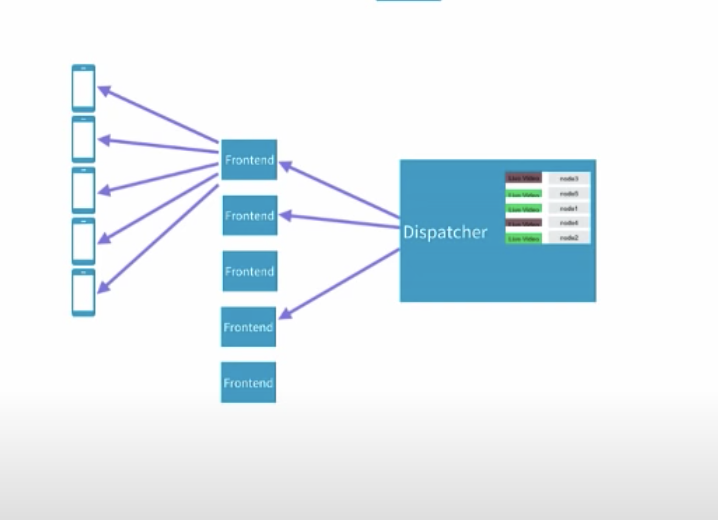 Frontend
Frontend
Frontend
Frontend
Frontend
Dispatcher
Live Video node3
Live Video node5
Live Video node1
Live Video node4
Live Video node2